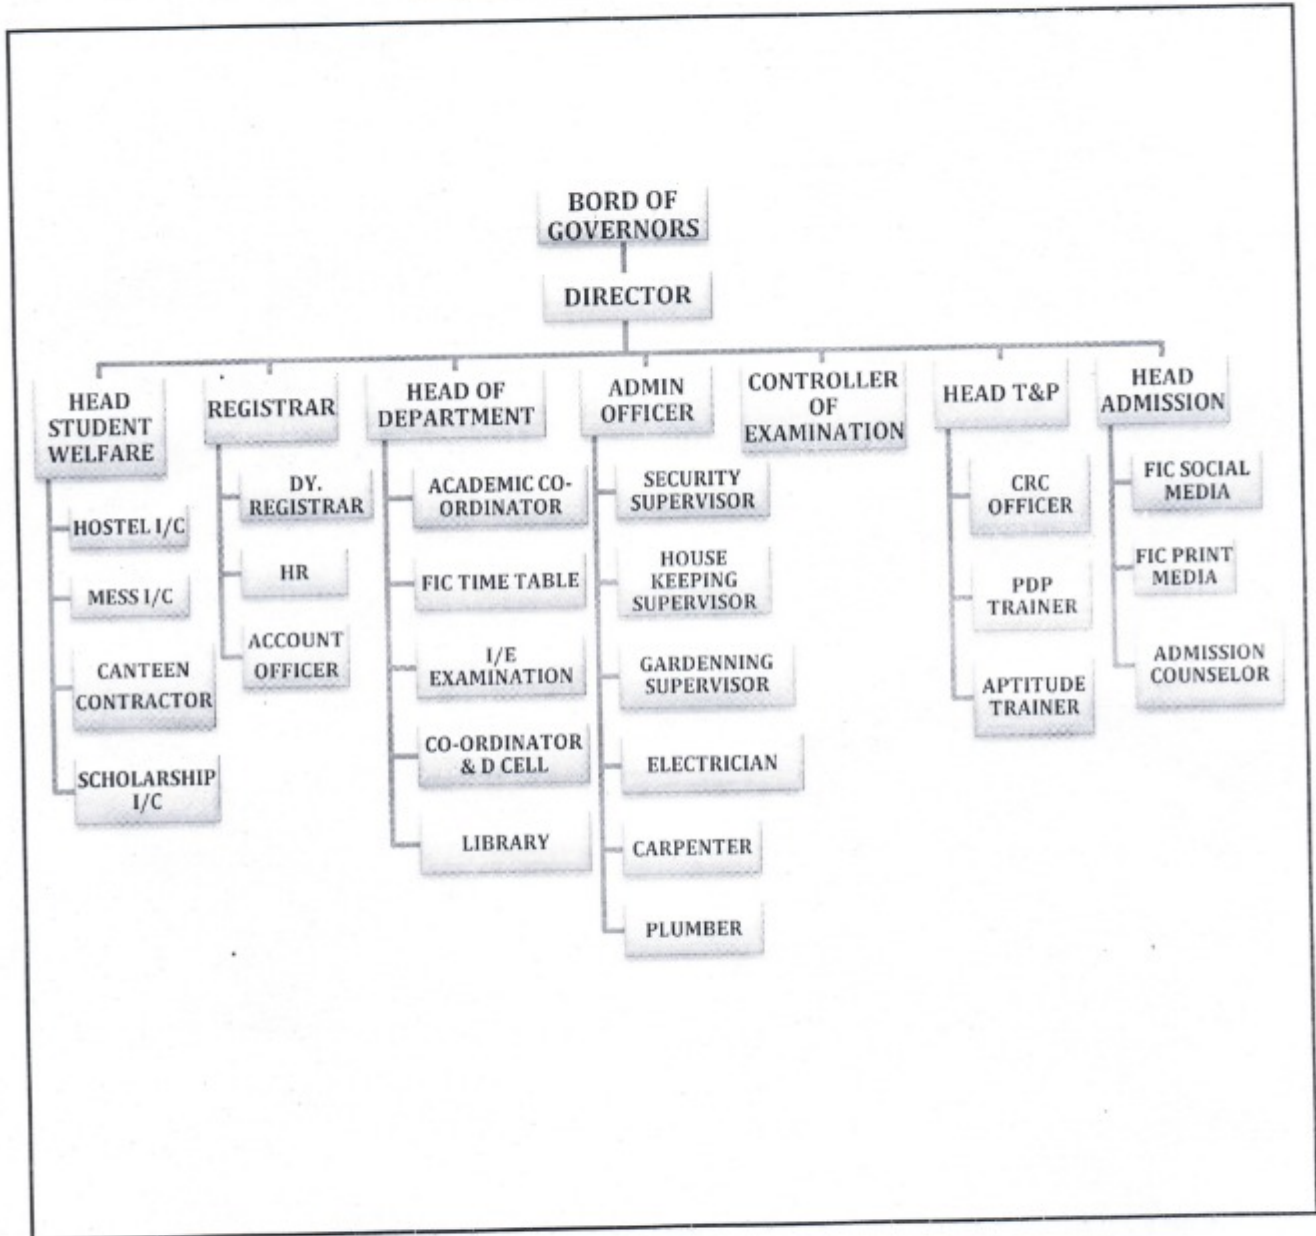 BORD OF
GOVERNORS
DIRECTOR
HEAD
STUDENT
WELFARE
HOSTEL I/C
MESS I/C
CANTEEN
CONTRACTOR
SCHOLARSHIP
I/C
REGISTRAR
DY.
REGISTRAR
HR
ACCOUNT
OFFICER
HEAD OF
DEPARTMENT
ACADEMIC CO-
ORDINATOR
FIC TIME TABLE
I/E
EXAMINATION
CO-ORDINATOR
& D CELL
LIBRARY
ADMIN
OFFICER
SECURITY
SUPERVISOR
HOUSE
KEEPING
SUPERVISOR
GARDENNING
SUPERVISOR
ELECTRICIAN
CARPENTER
PLUMBER
CONTROLLER
OF
EXAMINATION
HEAD T&P
CRC
OFFICER
PDP
TRAINER
APTITUDE
TRAINER
HEAD
ADMISSION
FIC SOCIAL
MEDIA
FIC PRINT
MEDIA
ADMISSION
COUNSELOR